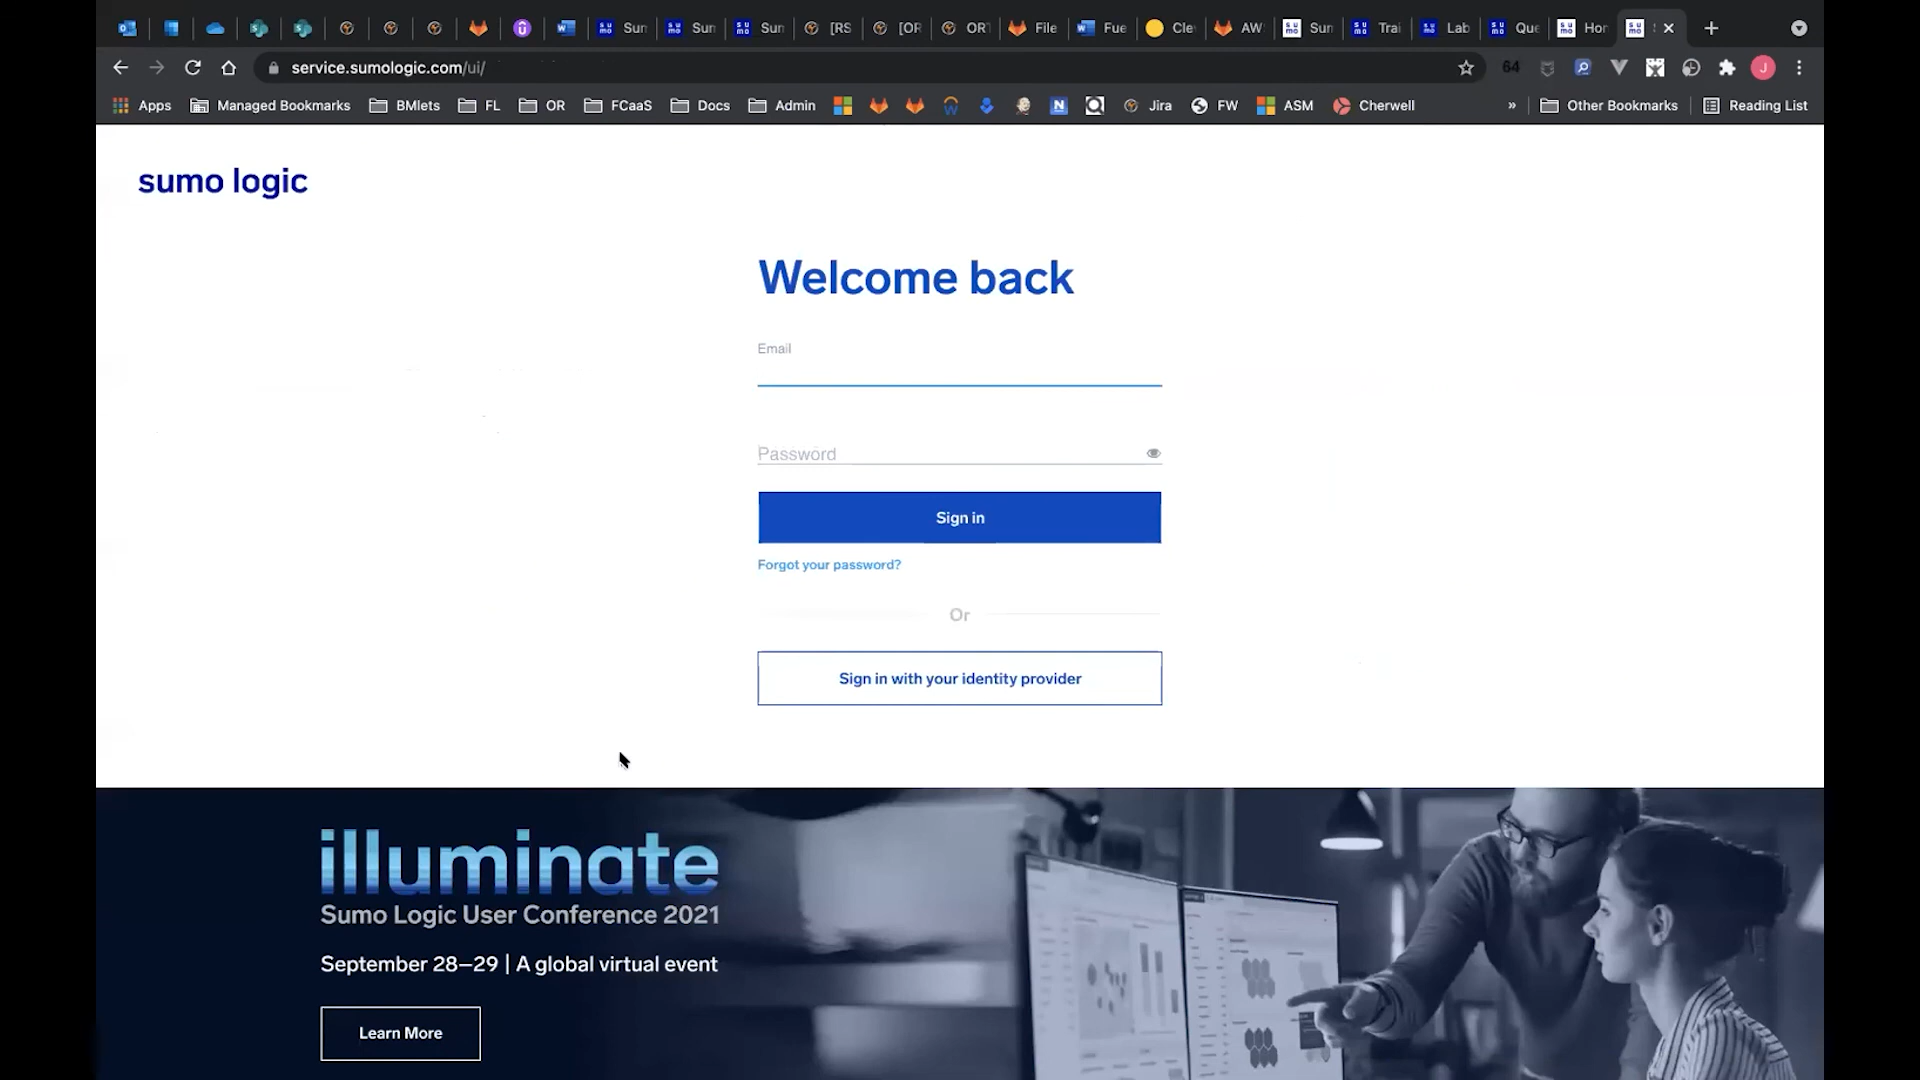 Sun
Sun
Sun
[RS
[OR
ORT
File
Fue
Cle
AW
Sun
Trai
Lab
Que
Hor
service.sumologic.com/ui/
64
J
Apps
Managed Bookmarks
BMlets
FL
OR
FCaaS
Docs
Admin
Jira
FW
ASM
Cherwell
»
Other Bookmarks
Reading List
sumo logic
Welcome back
Email
Password
Sign in
Forgot your password?
Or
Sign in with your identity provider
illuminate
Sumo Logic User Conference 2021
September 28–29 | A global virtual event
Learn More